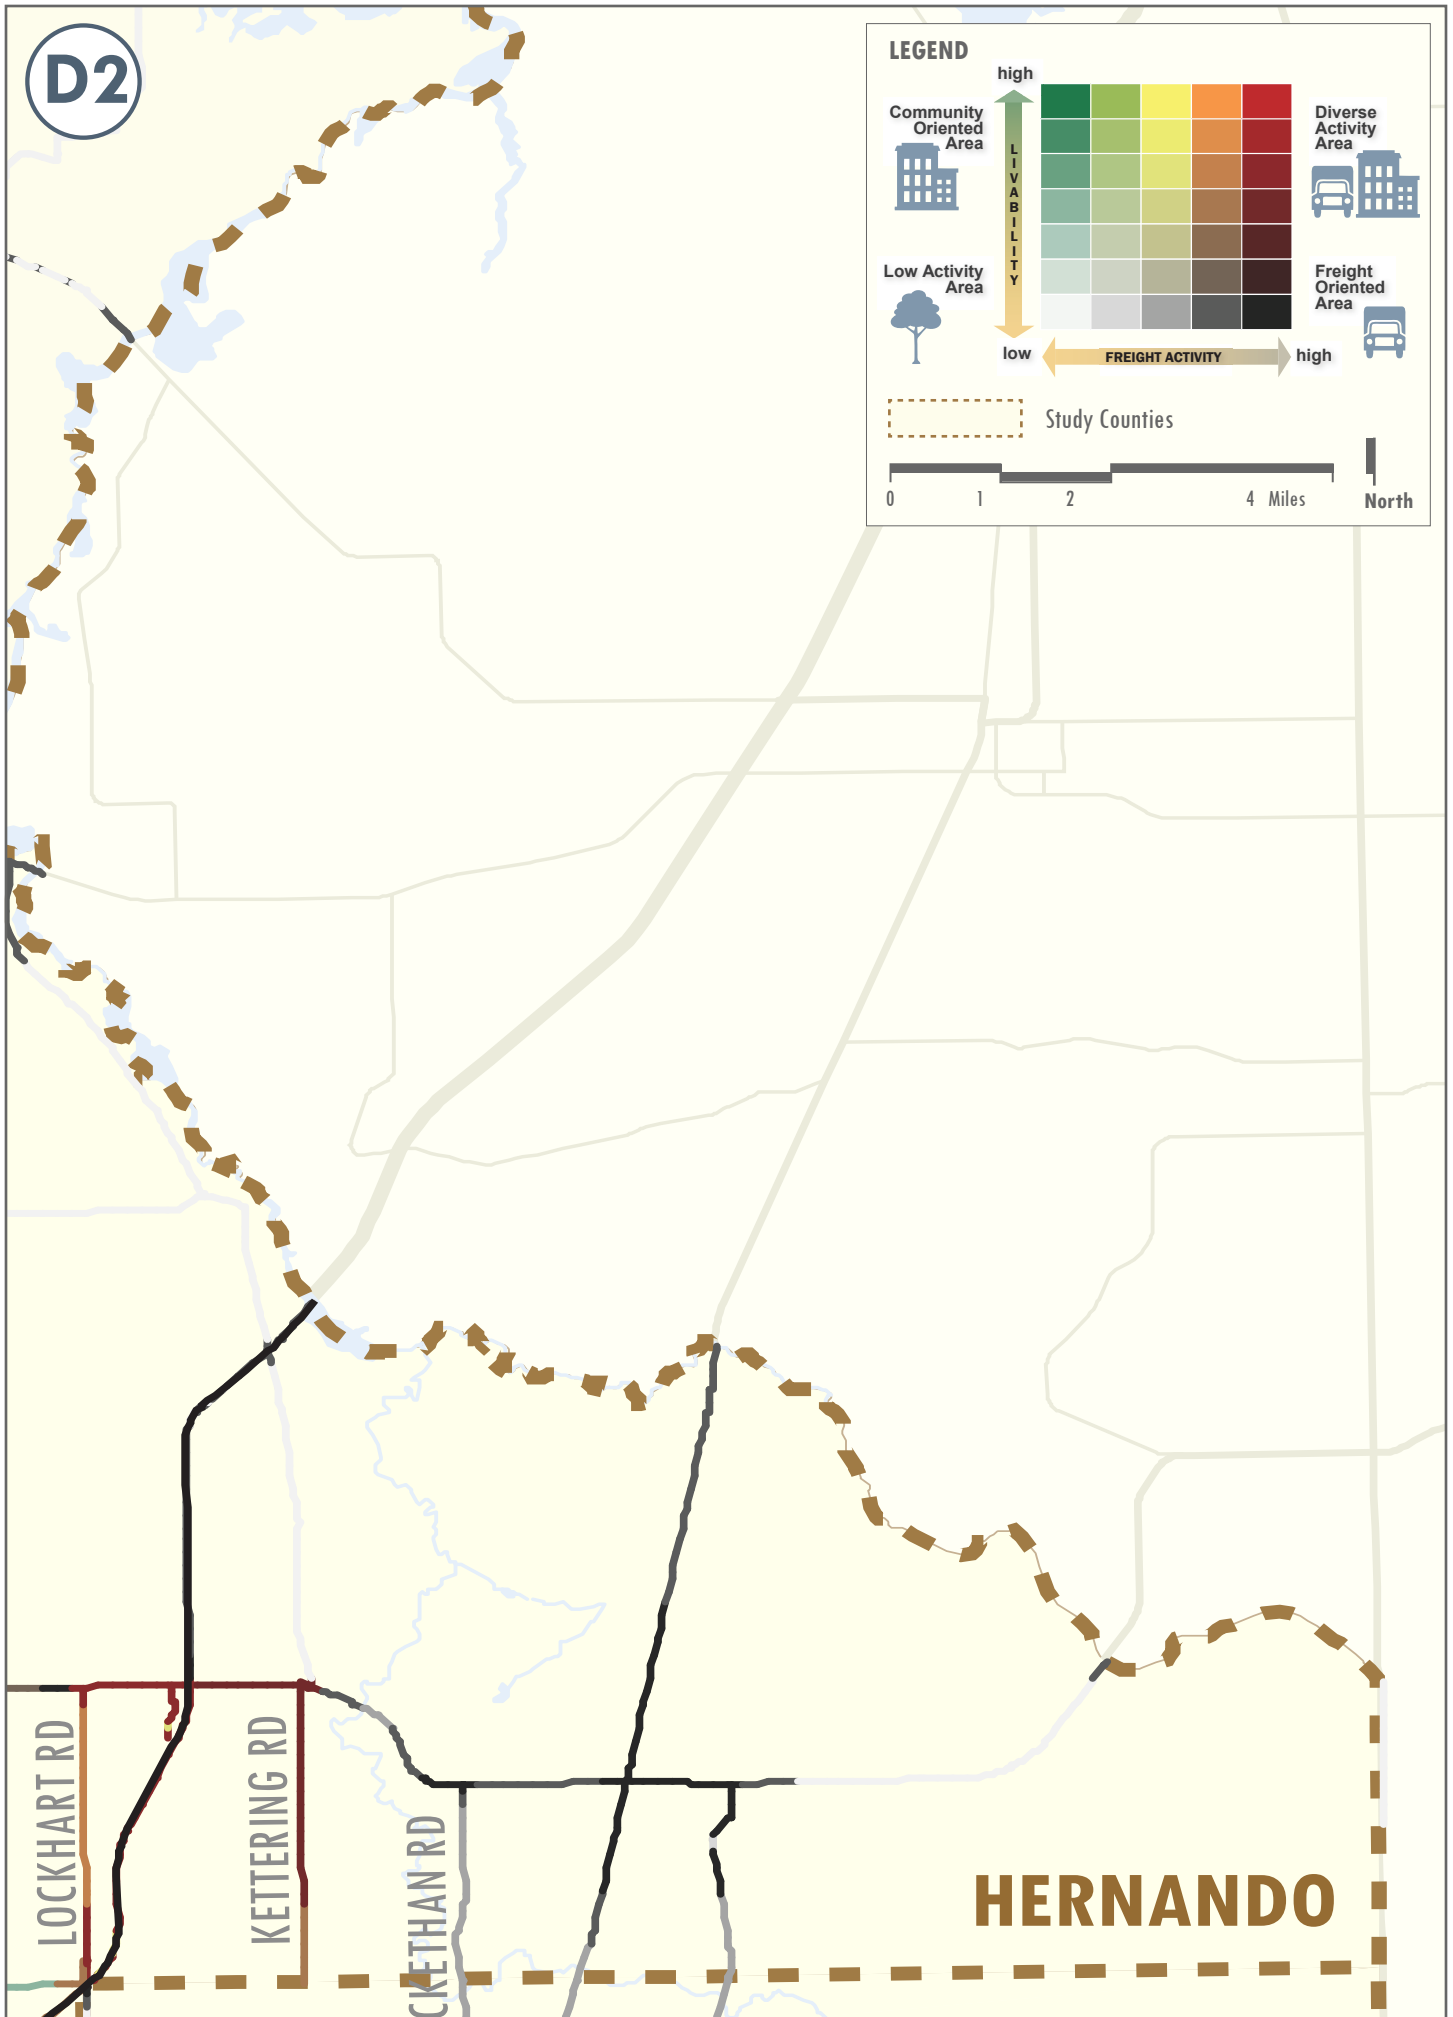 D2
LEGEND
high
Community
Oriented
Area
LIVABILITY
Diverse
Activity
Area
Low Activity
Area
Freight
Oriented
Area
low
FREIGHT ACTIVITY
high
Study Counties
0 1 2 4 Miles
North
LOCKHART RD
KETTERING RD
CKETHAN RD
HERNANDO